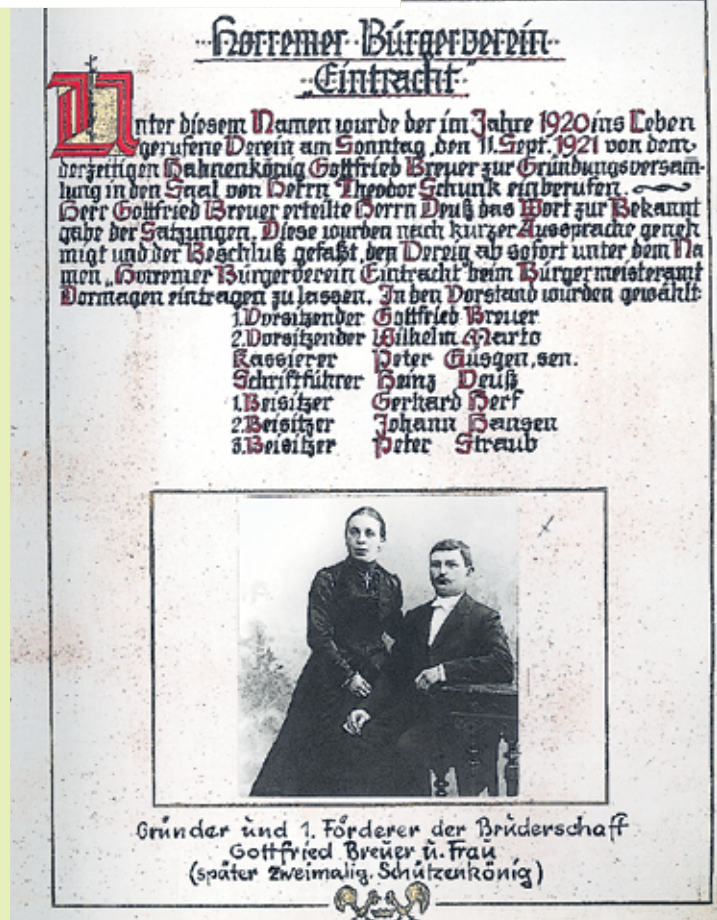 Horremer Bürgerverein
„Eintracht“
Unter diesem Namen wurde der im Jahre 1920 ins Leben
gerufene Verein am Sonntag, den 11. Sept. 1921 von dem
derzeitigen Hahnenkönig Gottfried Breuer zur Gründungsversam-
lung in den Saal von Herrn Theodor Schunk einberufen.
Herr Gottfried Breuer erteilte Herrn Deuß das Wort zur Bekannt
gabe der Satzungen. Diese wurden nach kurzer Aussprache geneh
migt und der Beschluß gefaßt, den Verein ab sofort unter dem Na
men „Horremer Bürgerverein Eintracht“ beim Bürgermeisteramt
Dormagen eintragen zu lassen. In den Vorstand wurden gewählt:
1. Vorsitzender Gottfried Breuer
2. Vorsitzender Wilhelm Marto
Kassierer Peter Güsgen, sen.
Schriftführer Heinz Deuß
1. Beisitzer Gerhard Herf
2. Beisitzer Johann Hansen
3. Beisitzer Peter Straub
Gründer und 1. Förderer der Bruderschaft
Gottfried Breuer u. Frau
(später zweimalig. Schützenkönig)